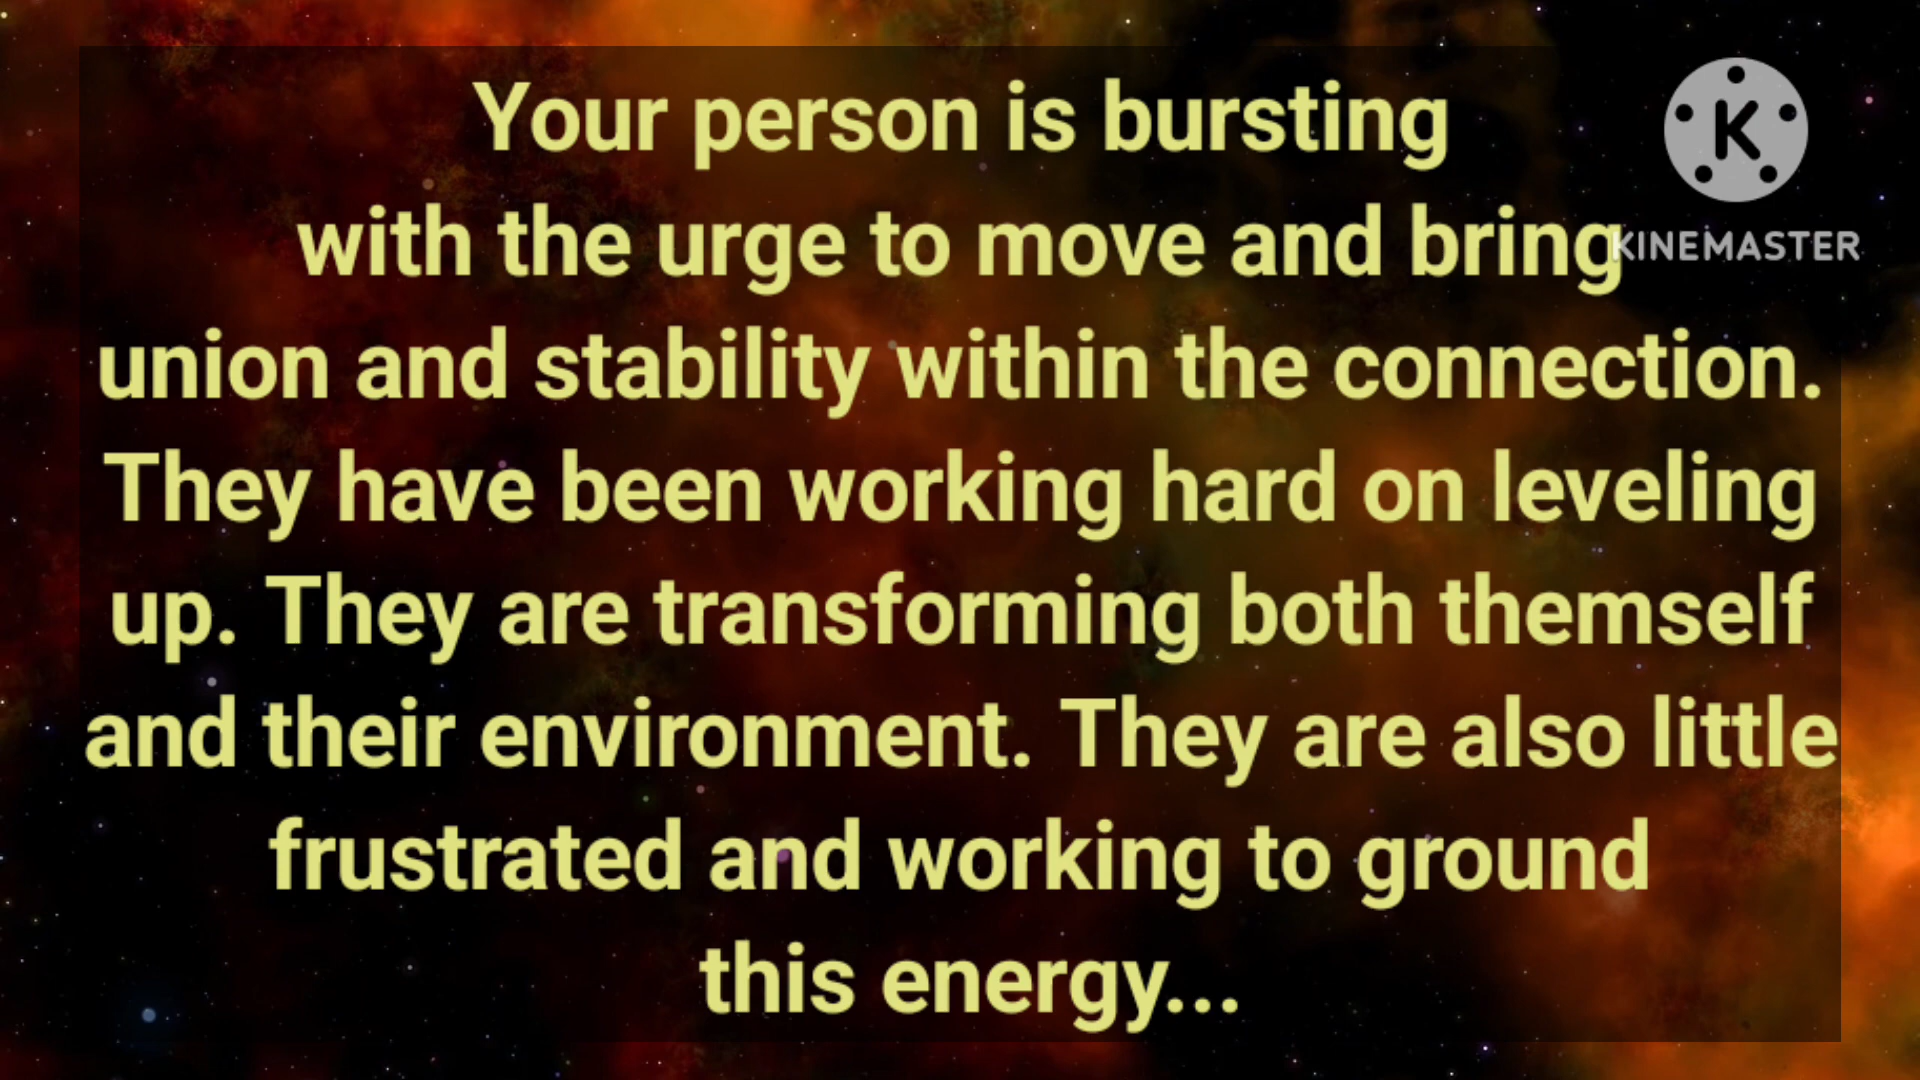 Your person is bursting
with the urge to move and bring
union and stability within the connection.
They have been working hard on leveling
up. They are transforming both themself
and their environment. They are also little
frustrated and working to ground
this energy...
K
KINEMASTER